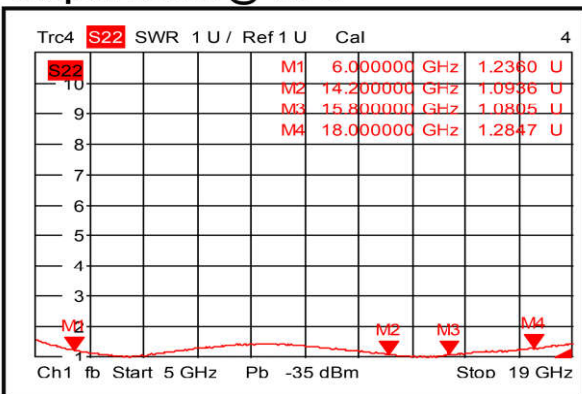 Trc4 S22 SWR 1 U / Ref 1 U Cal 4
S22 M1 6.000000 GHz 1.2360 U
10 M2 14.200000 GHz 1.0936 U
9 M3 15.800000 GHz 1.0805 U
M4 18.000000 GHz 1.2847 U
8
7
6
5
4
3
M1 2 M2 M3 M4
1
Ch1 fb Start 5 GHz Pb -35 dBm Stop 19 GHz